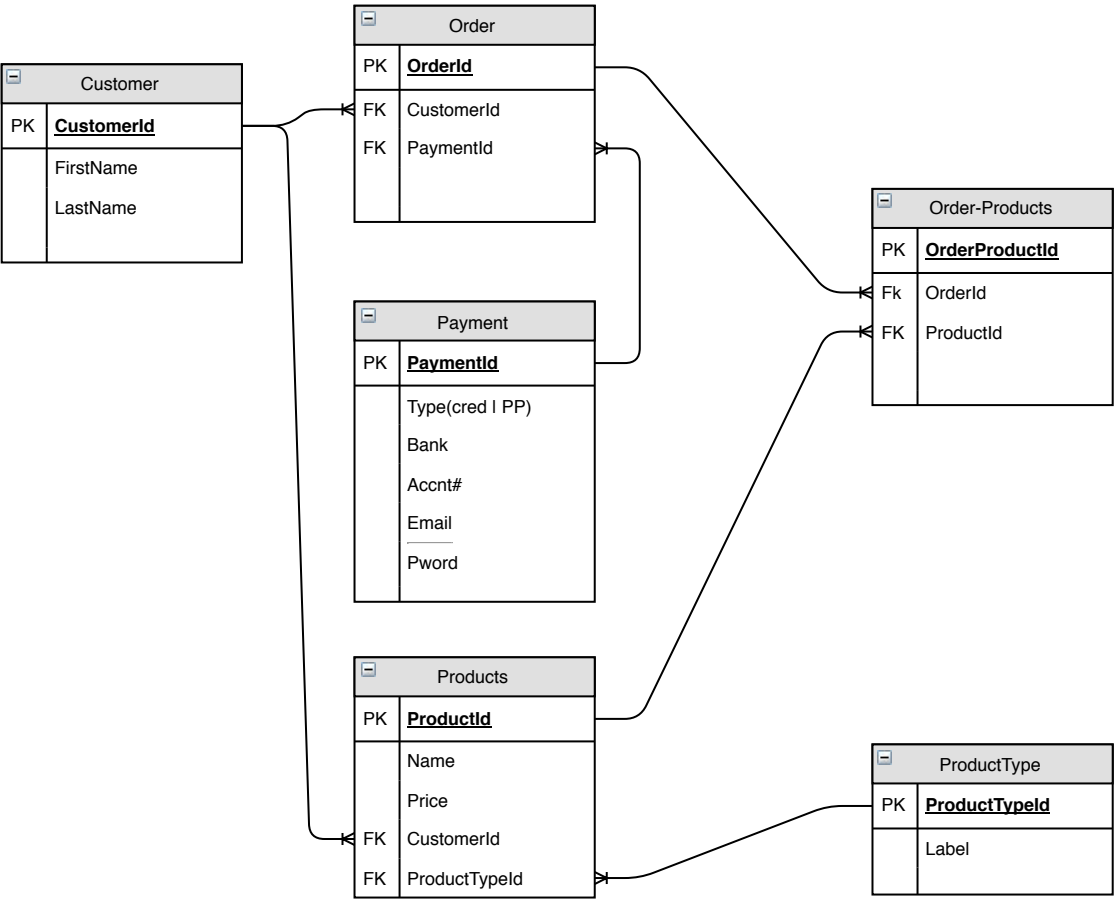 Customer
PK CustomerId
FirstName
LastName
Order
PK OrderId
FK CustomerId
FK PaymentId
Payment
PK PaymentId
Type(cred | PP)
Bank
Accnt#
Email
Pword
Products
PK ProductId
Name
Price
FK CustomerId
FK ProductTypeId
Order-Products
PK OrderProductId
Fk OrderId
FK ProductId
ProductType
PK ProductTypeId
Label